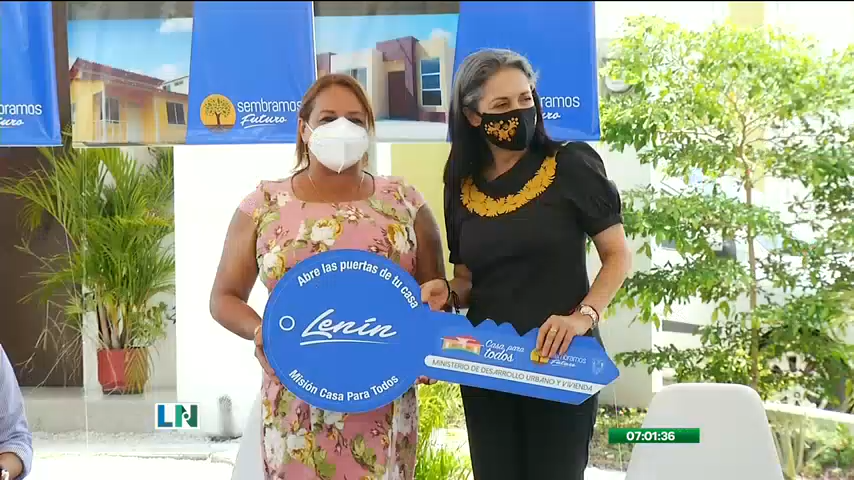 sembramos
Futuro
sembramos
Futuro
sembramos
Futuro
Abre las puertas de tu casa
Lenín
Misión Casa Para Todos
Casa para
todos
sembramos
Futuro
MINISTERIO DE DESARROLLO URBANO Y VIVIENDA
LN
07:01:36